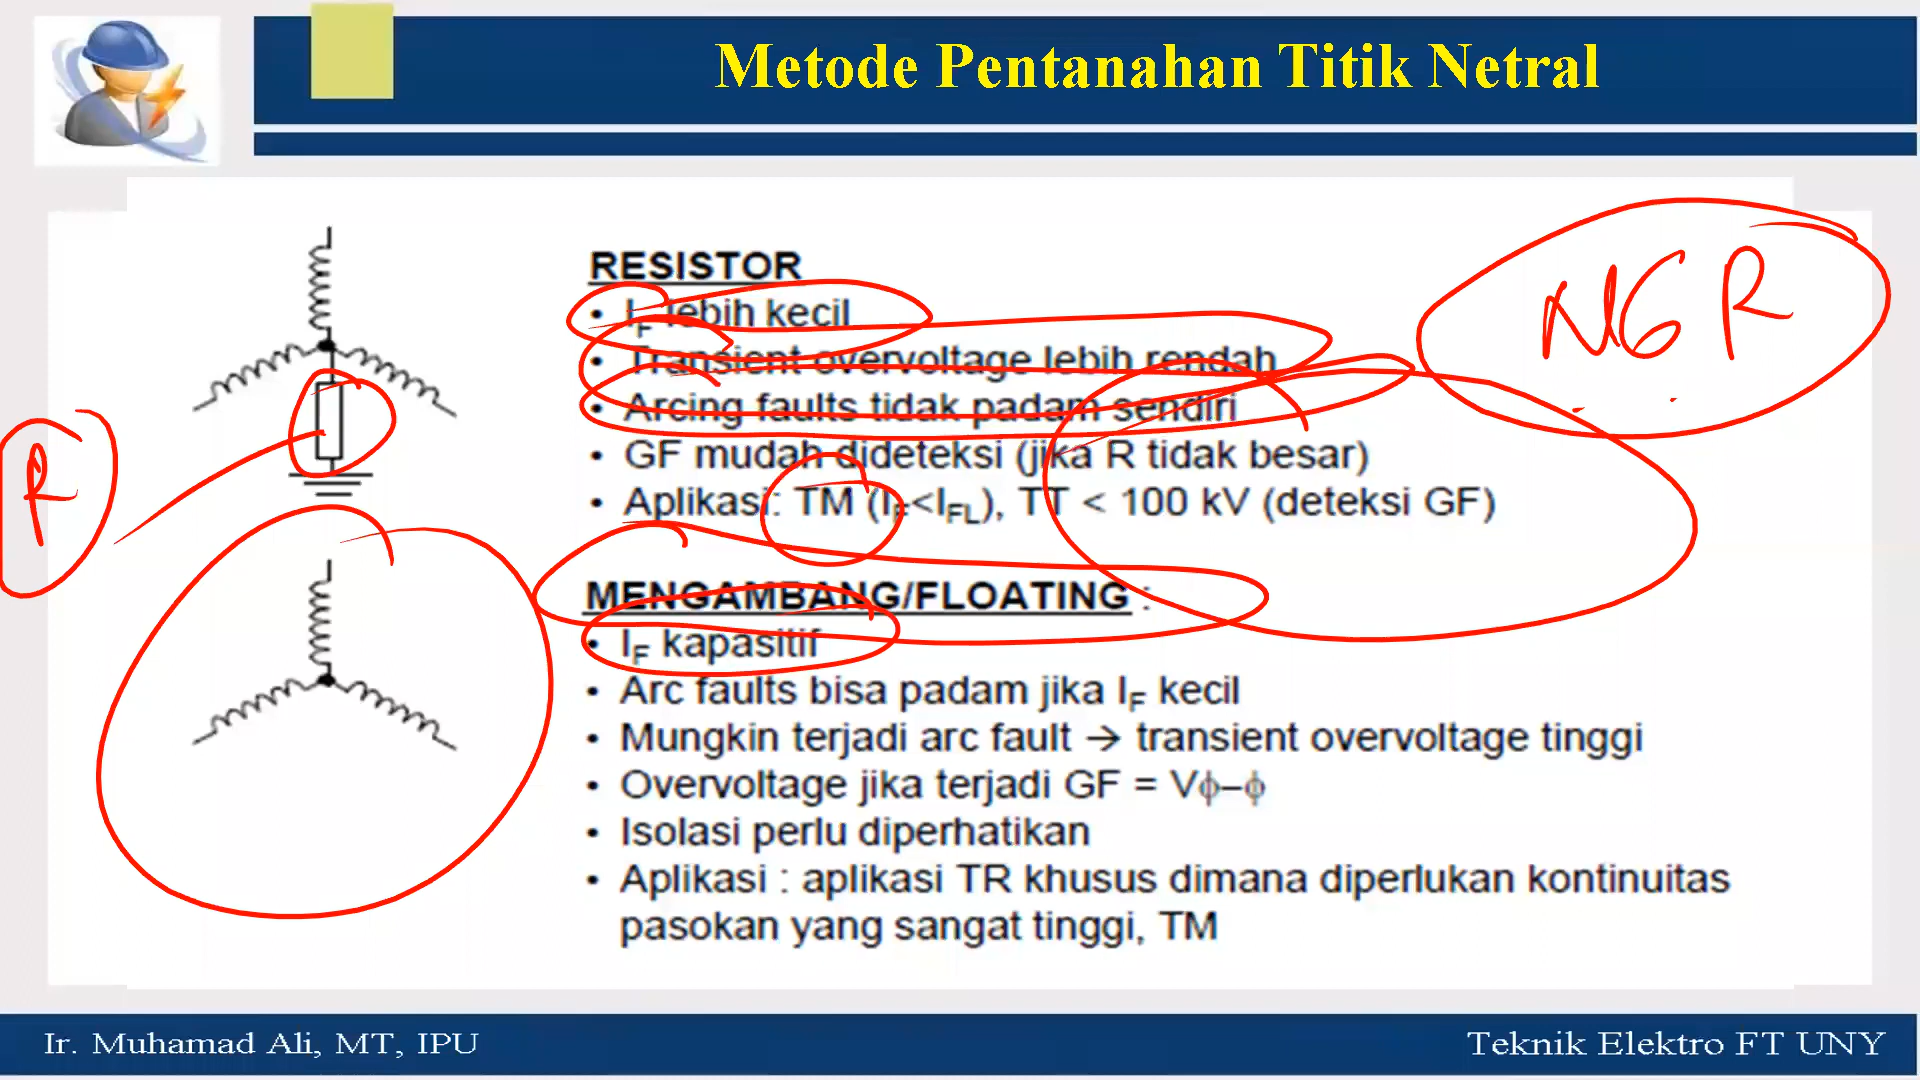 Metode Pentanahan Titik Netral
RESISTOR
• IF lebih kecil
• Transient overvoltage lebih rendah
• Arcing faults tidak padam sendiri
• GF mudah dideteksi (jika R tidak besar)
• Aplikasi: TM (IF<IFL), TT < 100 kV (deteksi GF)
NGR
R
MENGAMBANG/FLOATING :
• IF kapasitif
• Arc faults bisa padam jika IF kecil
• Mungkin terjadi arc fault → transient overvoltage tinggi
• Overvoltage jika terjadi GF = Vϕ–ϕ
• Isolasi perlu diperhatikan
• Aplikasi : aplikasi TR khusus dimana diperlukan kontinuitas
pasokan yang sangat tinggi, TM
Ir. Muhamad Ali, MT, IPU
Teknik Elektro FT UNY